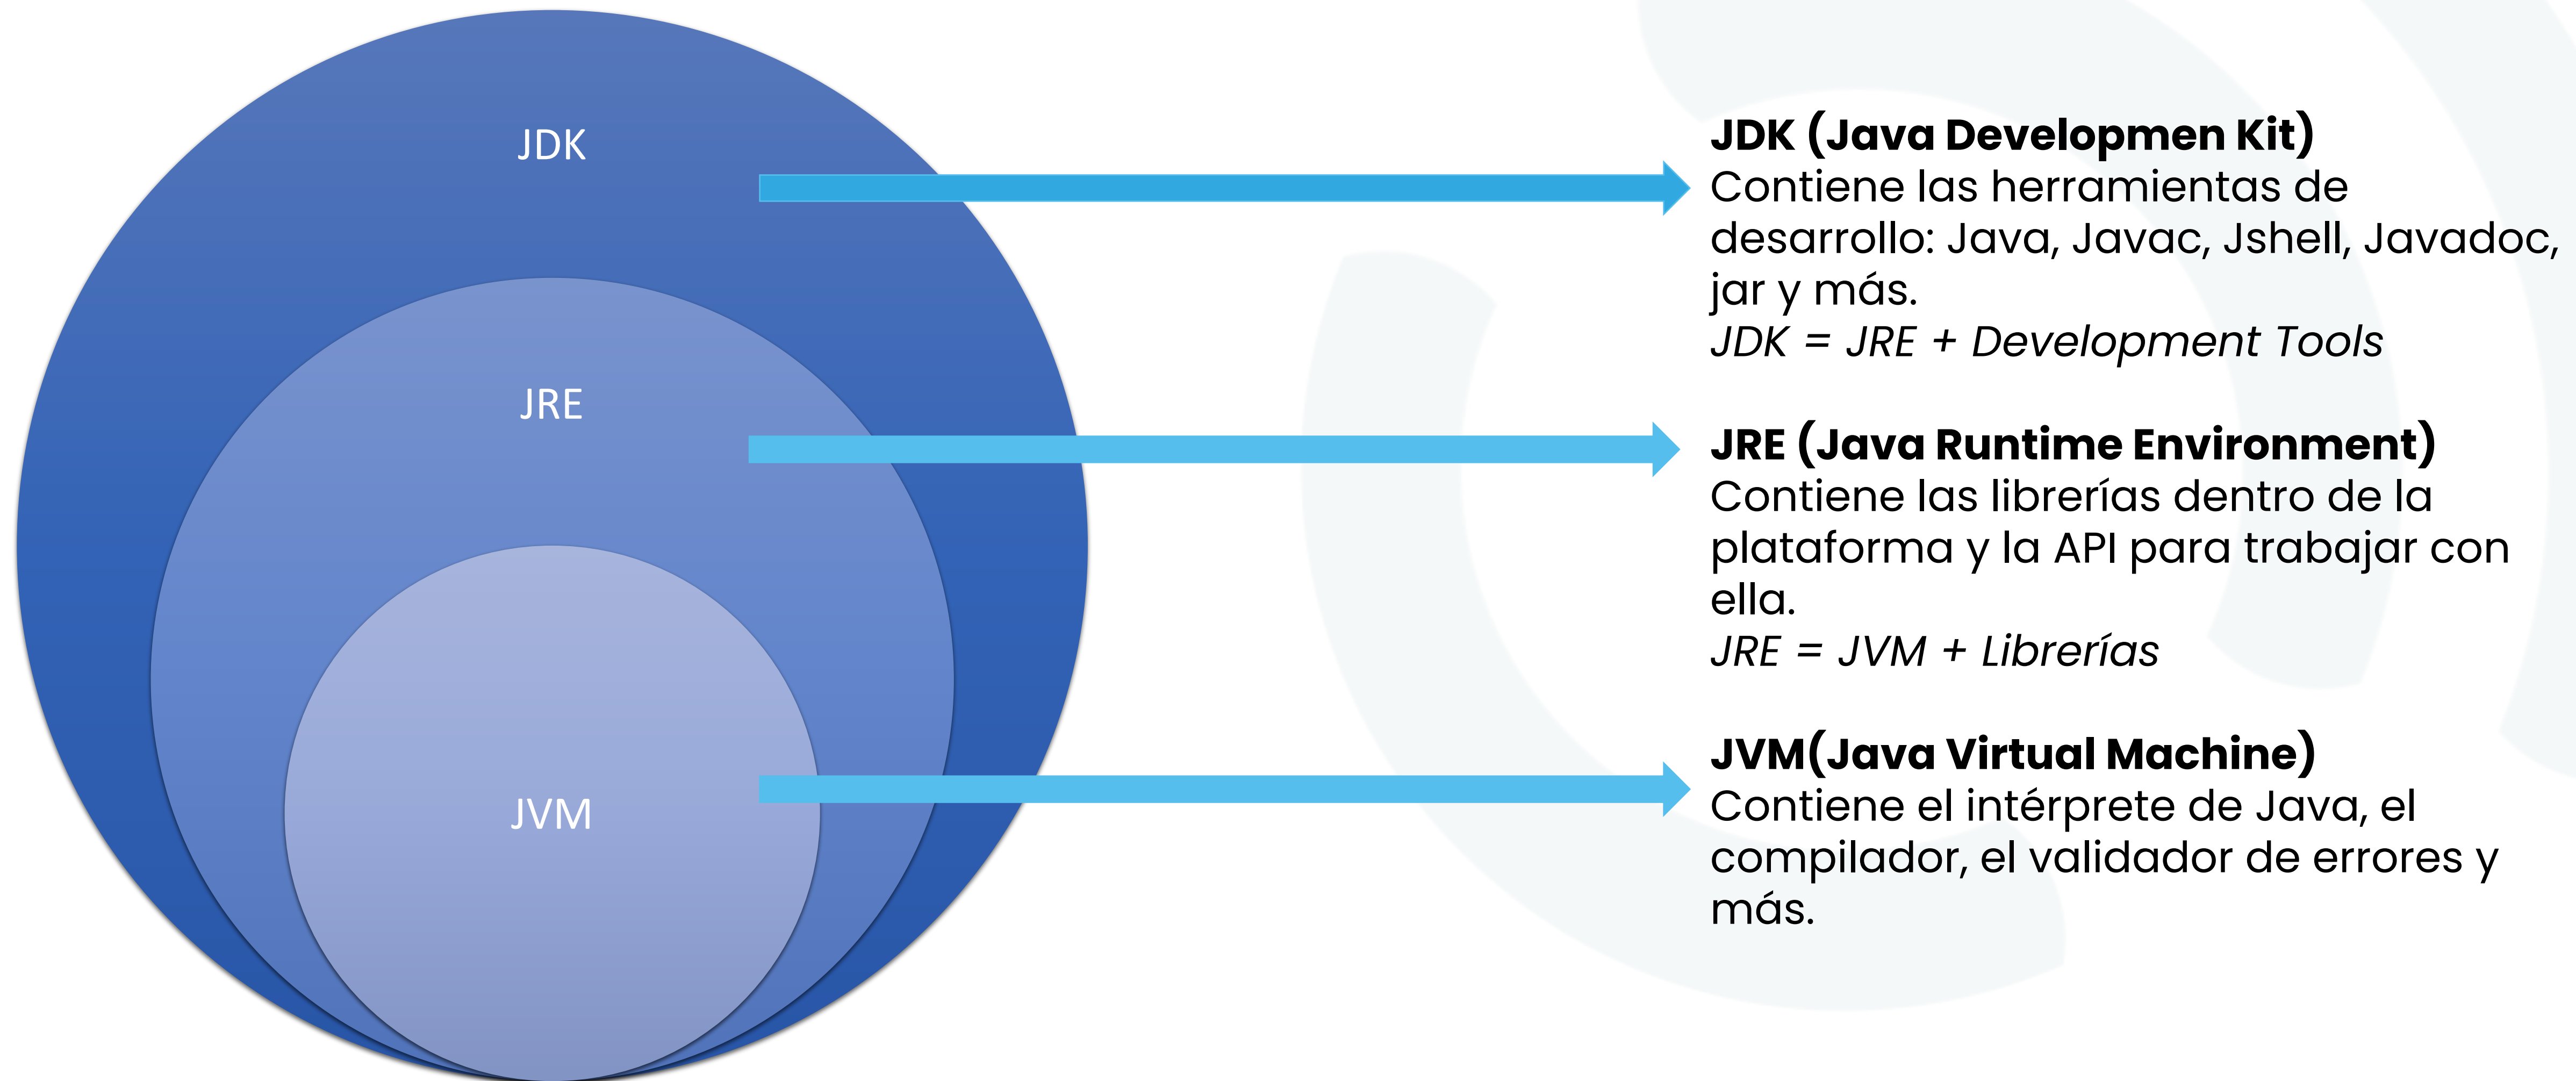 JDK
JRE
JVM
JDK (Java Developmen Kit)
Contiene las herramientas de
desarrollo: Java, Javac, Jshell, Javadoc,
jar y más.
JDK = JRE + Development Tools
JRE (Java Runtime Environment)
Contiene las librerías dentro de la
plataforma y la API para trabajar con
ella.
JRE = JVM + Librerías
JVM(Java Virtual Machine)
Contiene el intérprete de Java, el
compilador, el validador de errores y
más.